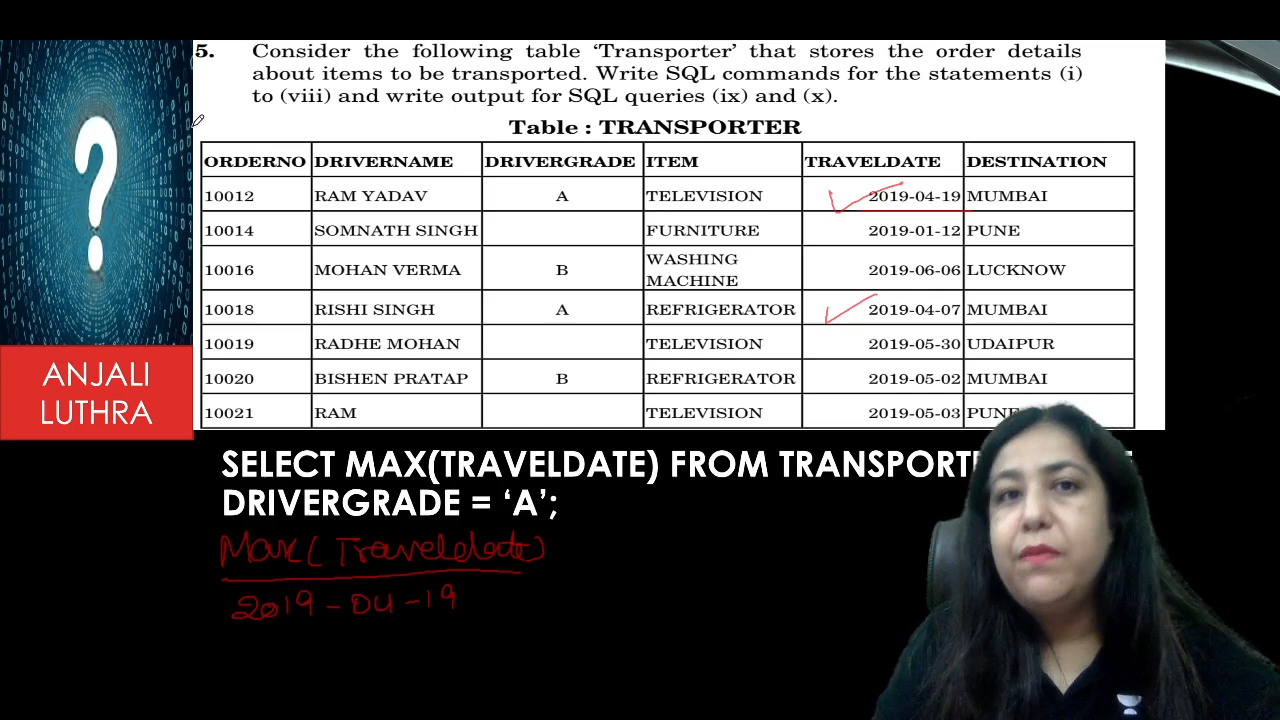 5. Consider the following table ‘Transporter’ that stores the order details
about items to be transported. Write SQL commands for the statements (i)
to (viii) and write output for SQL queries (ix) and (x).
Table : TRANSPORTER
ORDERNO DRIVERNAME DRIVERGRADE ITEM TRAVELDATE DESTINATION
10012 RAM YADAV A TELEVISION 2019-04-19 MUMBAI
10014 SOMNATH SINGH FURNITURE 2019-01-12 PUNE
10016 MOHAN VERMA B WASHING MACHINE 2019-06-06 LUCKNOW
10018 RISHI SINGH A REFRIGERATOR 2019-04-07 MUMBAI
10019 RADHE MOHAN TELEVISION 2019-05-30 UDAIPUR
10020 BISHEN PRATAP B REFRIGERATOR 2019-05-02 MUMBAI
10021 RAM TELEVISION 2019-05-03 PUNE
ANJALI
LUTHRA
SELECT MAX(TRAVELDATE) FROM
DRIVERGRADE = ‘A’;
Max(Traveldate)
2019-04-19